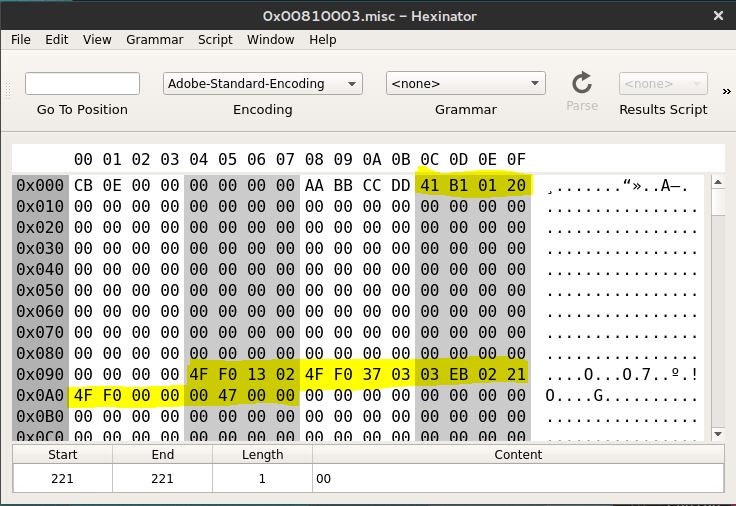 0x00810003.misc – Hexinator
File Edit View Grammar Script Window Help
Adobe-Standard-Encoding <none> <none>
Parse
Go To Position Encoding Grammar Results Script
00 01 02 03 04 05 06 07 08 09 0A 0B 0C 0D 0E 0F
0x000 CB 0E 00 00 00 00 00 00 AA BB CC DD 41 B1 01 20 ¸.......“»..A–.
0x010 00 00 00 00 00 00 00 00 00 00 00 00 00 00 00 00 ................
0x020 00 00 00 00 00 00 00 00 00 00 00 00 00 00 00 00 ................
0x030 00 00 00 00 00 00 00 00 00 00 00 00 00 00 00 00 ................
0x040 00 00 00 00 00 00 00 00 00 00 00 00 00 00 00 00 ................
0x050 00 00 00 00 00 00 00 00 00 00 00 00 00 00 00 00 ................
0x060 00 00 00 00 00 00 00 00 00 00 00 00 00 00 00 00 ................
0x070 00 00 00 00 00 00 00 00 00 00 00 00 00 00 00 00 ................
0x080 00 00 00 00 00 00 00 00 00 00 00 00 00 00 00 00 ................
0x090 00 00 00 00 4F F0 13 02 4F F0 37 03 03 EB 02 21 ....O...O.7..º.!
0x0A0 4F F0 00 00 00 47 00 00 00 00 00 00 00 00 00 00 O....G..........
0x0B0 00 00 00 00 00 00 00 00 00 00 00 00 00 00 00 00 ................
0x0C0 00 00 00 00 00 00 00 00 00 00 00 00 00 00 00 00 ................
Start End Length Content
221 221 1 00